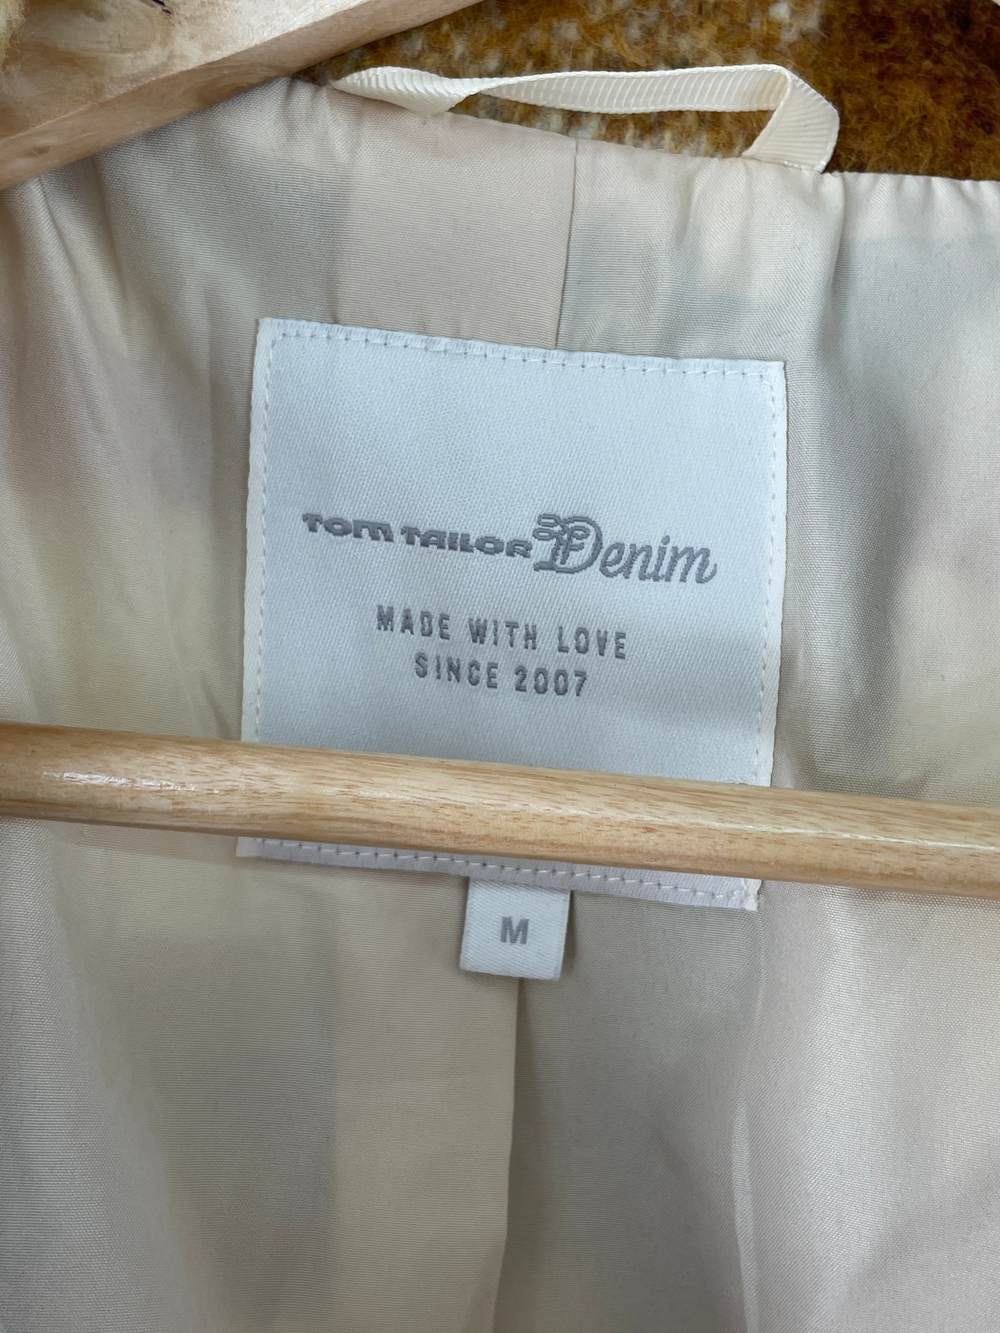 TOM TAILOR Denim
MADE WITH LOVE
SINCE 2007
M